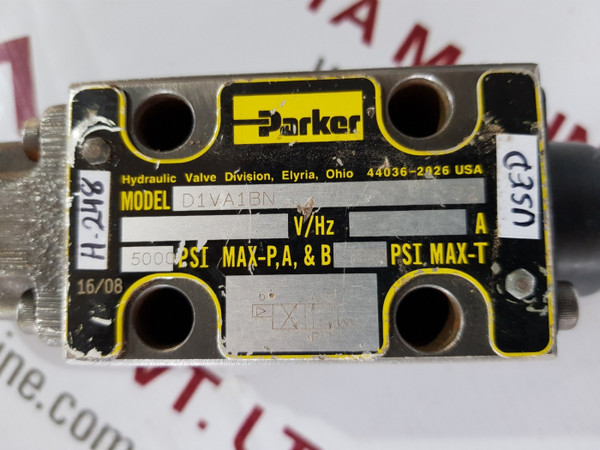 Parker
Hydraulic Valve Division, Elyria, Ohio 44036-2026 USA
MODEL D1VA1BN
V/Hz A
5000 PSI MAX-P,A, & B PSI MAX-T
16/08
H-248
USED